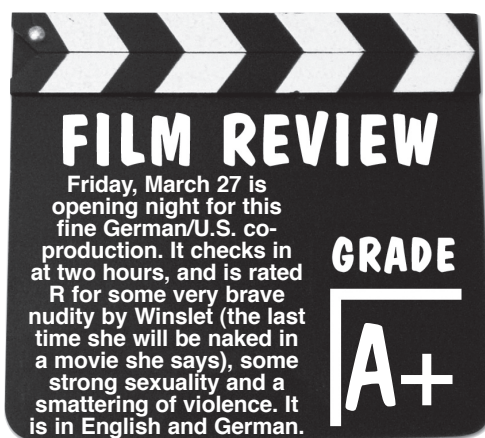 FILM REVIEW
Friday, March 27 is
opening night for this
fine German/U.S. co-
production. It checks in
at two hours, and is rated
R for some very brave
nudity by Winslet (the last
time she will be naked in
a movie she says), some
strong sexuality and a
smattering of violence. It
is in English and German.
GRADE
A+